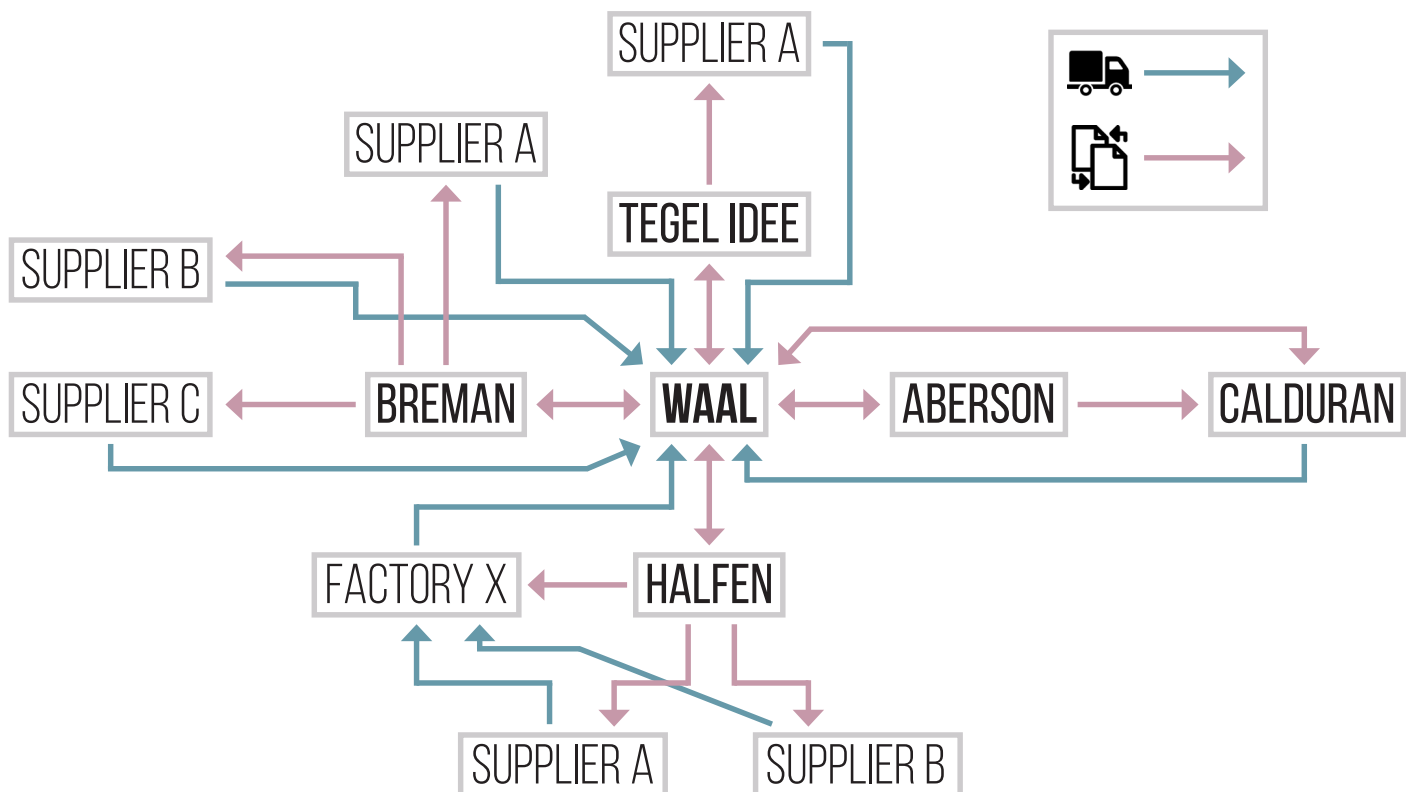 SUPPLIER A
SUPPLIER A
TEGEL IDEE
SUPPLIER B
SUPPLIER C
BREMAN
WAAL
ABERSON
CALDURAN
FACTORY X
HALFEN
SUPPLIER A
SUPPLIER B